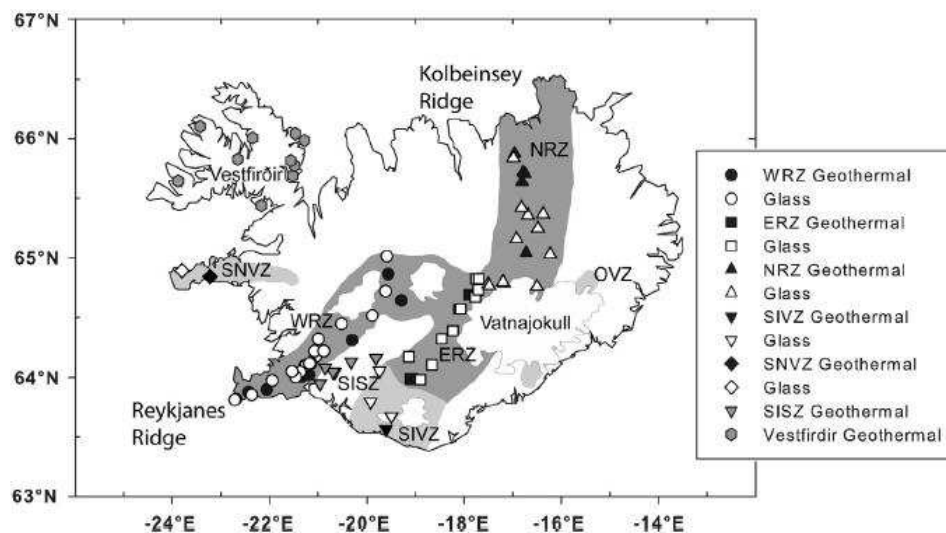 67°N
66°N
65°N
64°N
63°N
-24°E
-22°E
-20°E
-18°E
-16°E
-14°E
Kolbeinsey
Ridge
NRZ
Vestfirðir
SNVZ
OVZ
WRZ
Vatnajokull
ERZ
SISZ
Reykjanes
Ridge
SIVZ
WRZ Geothermal
Glass
ERZ Geothermal
Glass
NRZ Geothermal
Glass
SIVZ Geothermal
Glass
SNVZ Geothermal
Glass
SISZ Geothermal
Vestfirdir Geothermal